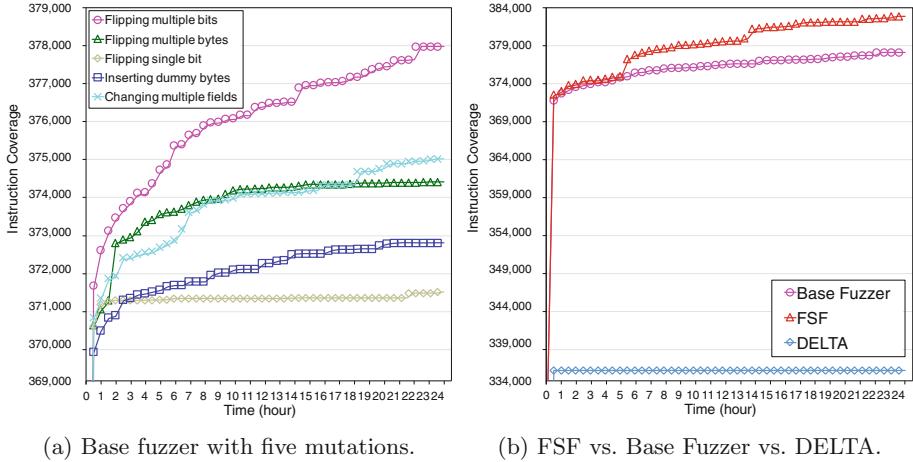 379,000
378,000
377,000
376,000
375,000
374,000
373,000
372,000
371,000
370,000
369,000
Instruction Coverage
Flipping multiple bits
Flipping multiple bytes
Flipping single bit
Inserting dummy bytes
Changing multiple fields
0 1 2 3 4 5 6 7 8 9 10 11 12 13 14 15 16 17 18 19 20 21 22 23 24
Time (hour)
(a) Base fuzzer with five mutations.
384,000
379,000
374,000
369,000
364,000
359,000
354,000
349,000
344,000
339,000
334,000
Instruction Coverage
Base Fuzzer
FSF
DELTA
0 1 2 3 4 5 6 7 8 9 10 11 12 13 14 15 16 17 18 19 20 21 22 23 24
Time (hour)
(b) FSF vs. Base Fuzzer vs. DELTA.